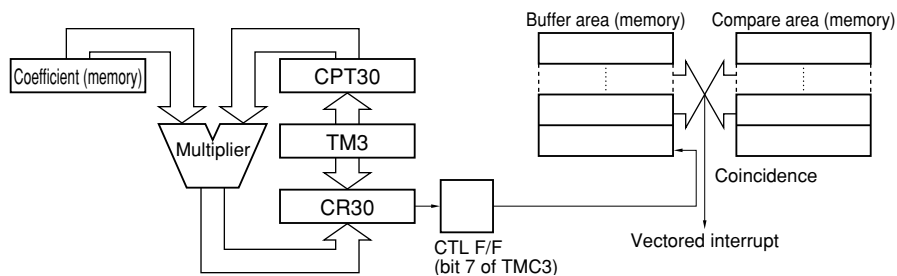 Buffer area (memory)
Compare area (memory)
Coefficient (memory)
CPT30
Multiplier
TM3
CR30
Coincidence
CTL F/F
(bit 7 of TMC3)
Vectored interrupt